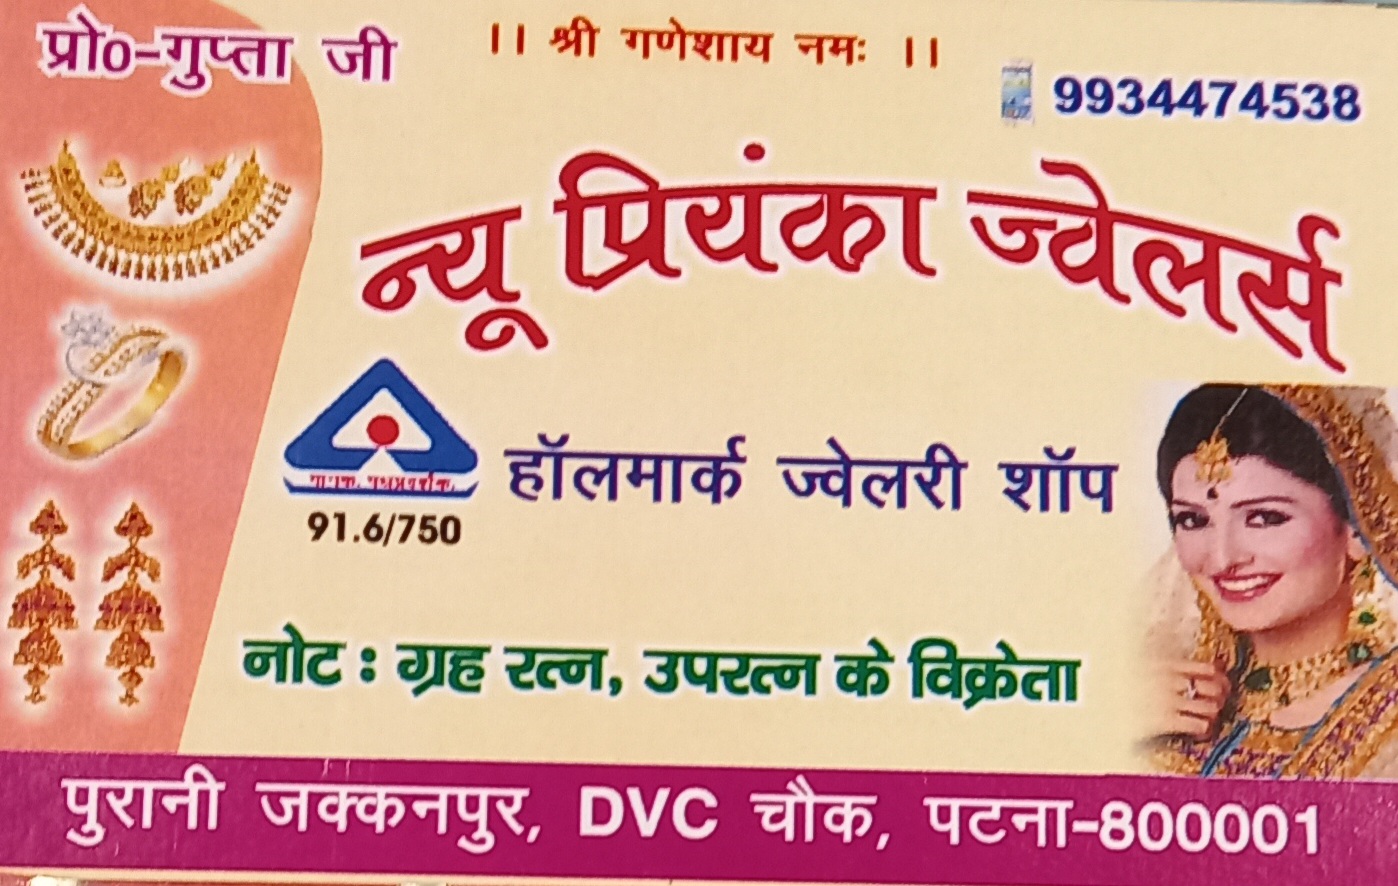 प्रो०-गुप्ता जी
।। श्री गणेशाय नमः ।।
9934474538
न्यू प्रियंका ज्वेलर्स
हॉलमार्क ज्वेलरी शॉप
91.6/750
नोट : ग्रह रत्न, उपरत्न के विक्रेता
पुरानी जक्कनपुर, DVC चौक, पटना-800001